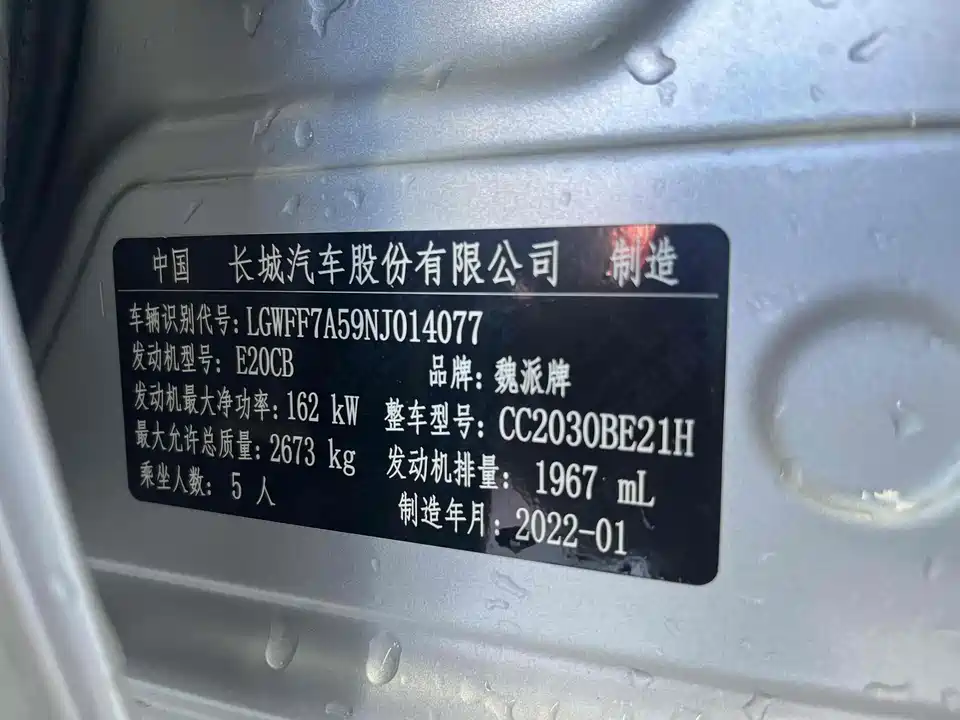 中国 长城汽车股份有限公司 制造
车辆识别代号: LGWFF7A59NJ014077
发动机型号: E20CB 品牌: 魏派牌
发动机最大净功率: 162 kW 整车型号: CC2030BE21H
最大允许总质量: 2673 kg 发动机排量: 1967 mL
乘坐人数: 5 人 制造年月: 2022-01